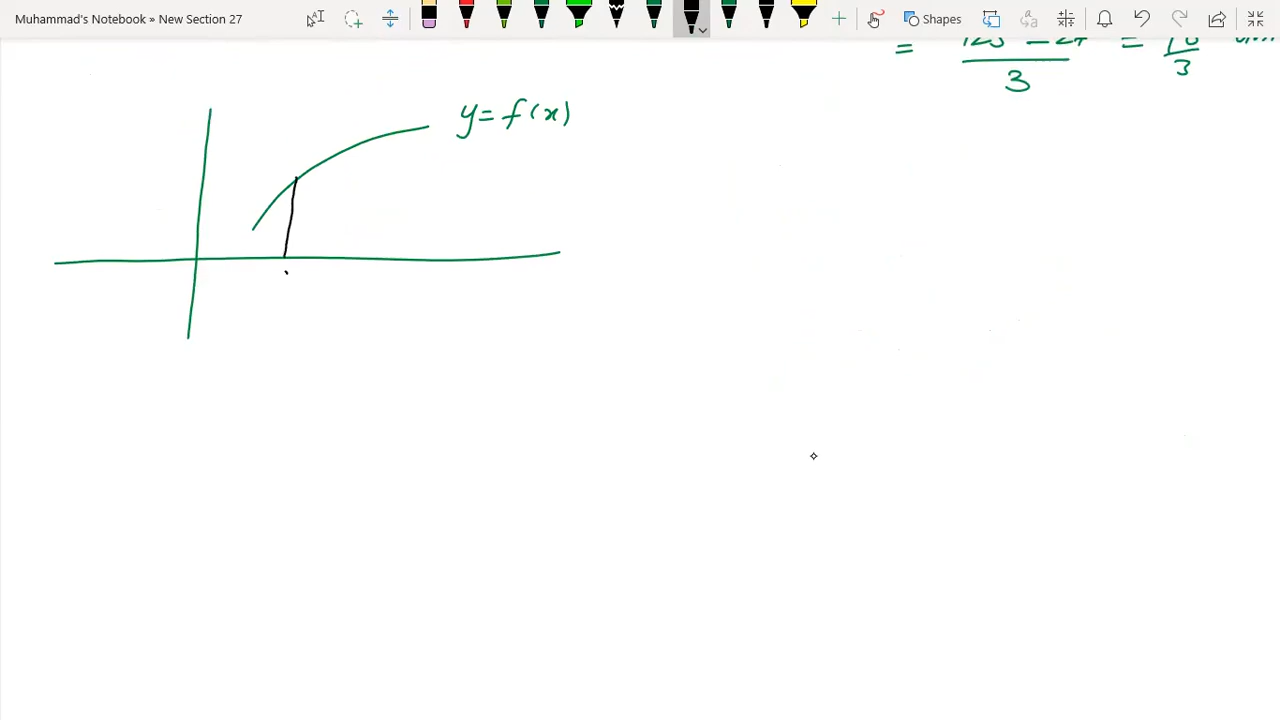 Muhammad's Notebook » New Section 27
Shapes
=
3
=
3
y = f(x)